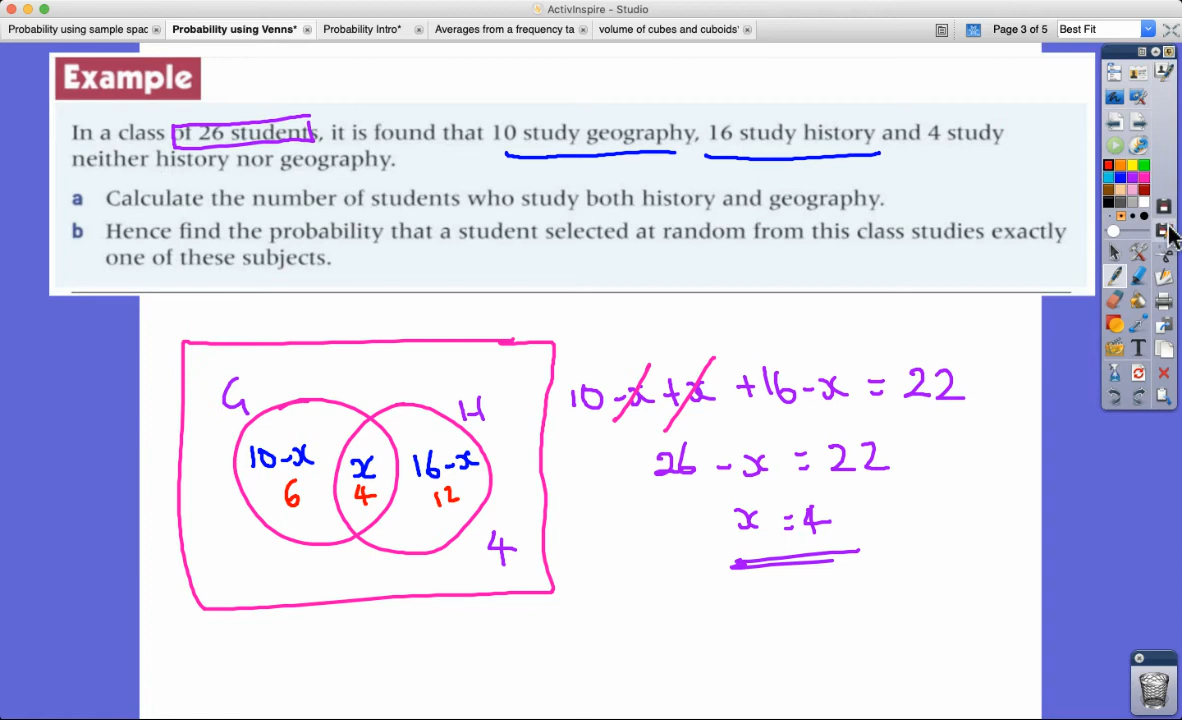 ActivInspire - Studio
Probability using sample spac
Probability using Venns*
Probability Intro*
Averages from a frequency ta
volume of cubes and cuboids*
Page 3 of 5
Best Fit
Example
In a class of 26 students, it is found that 10 study geography, 16 study history and 4 study
neither history nor geography.
a Calculate the number of students who study both history and geography.
b Hence find the probability that a student selected at random from this class studies exactly
one of these subjects.
G
H
10-x x 16-x
6 4 12
4
10 -x +x +16 -x = 22
26 - x = 22
x = 4
T